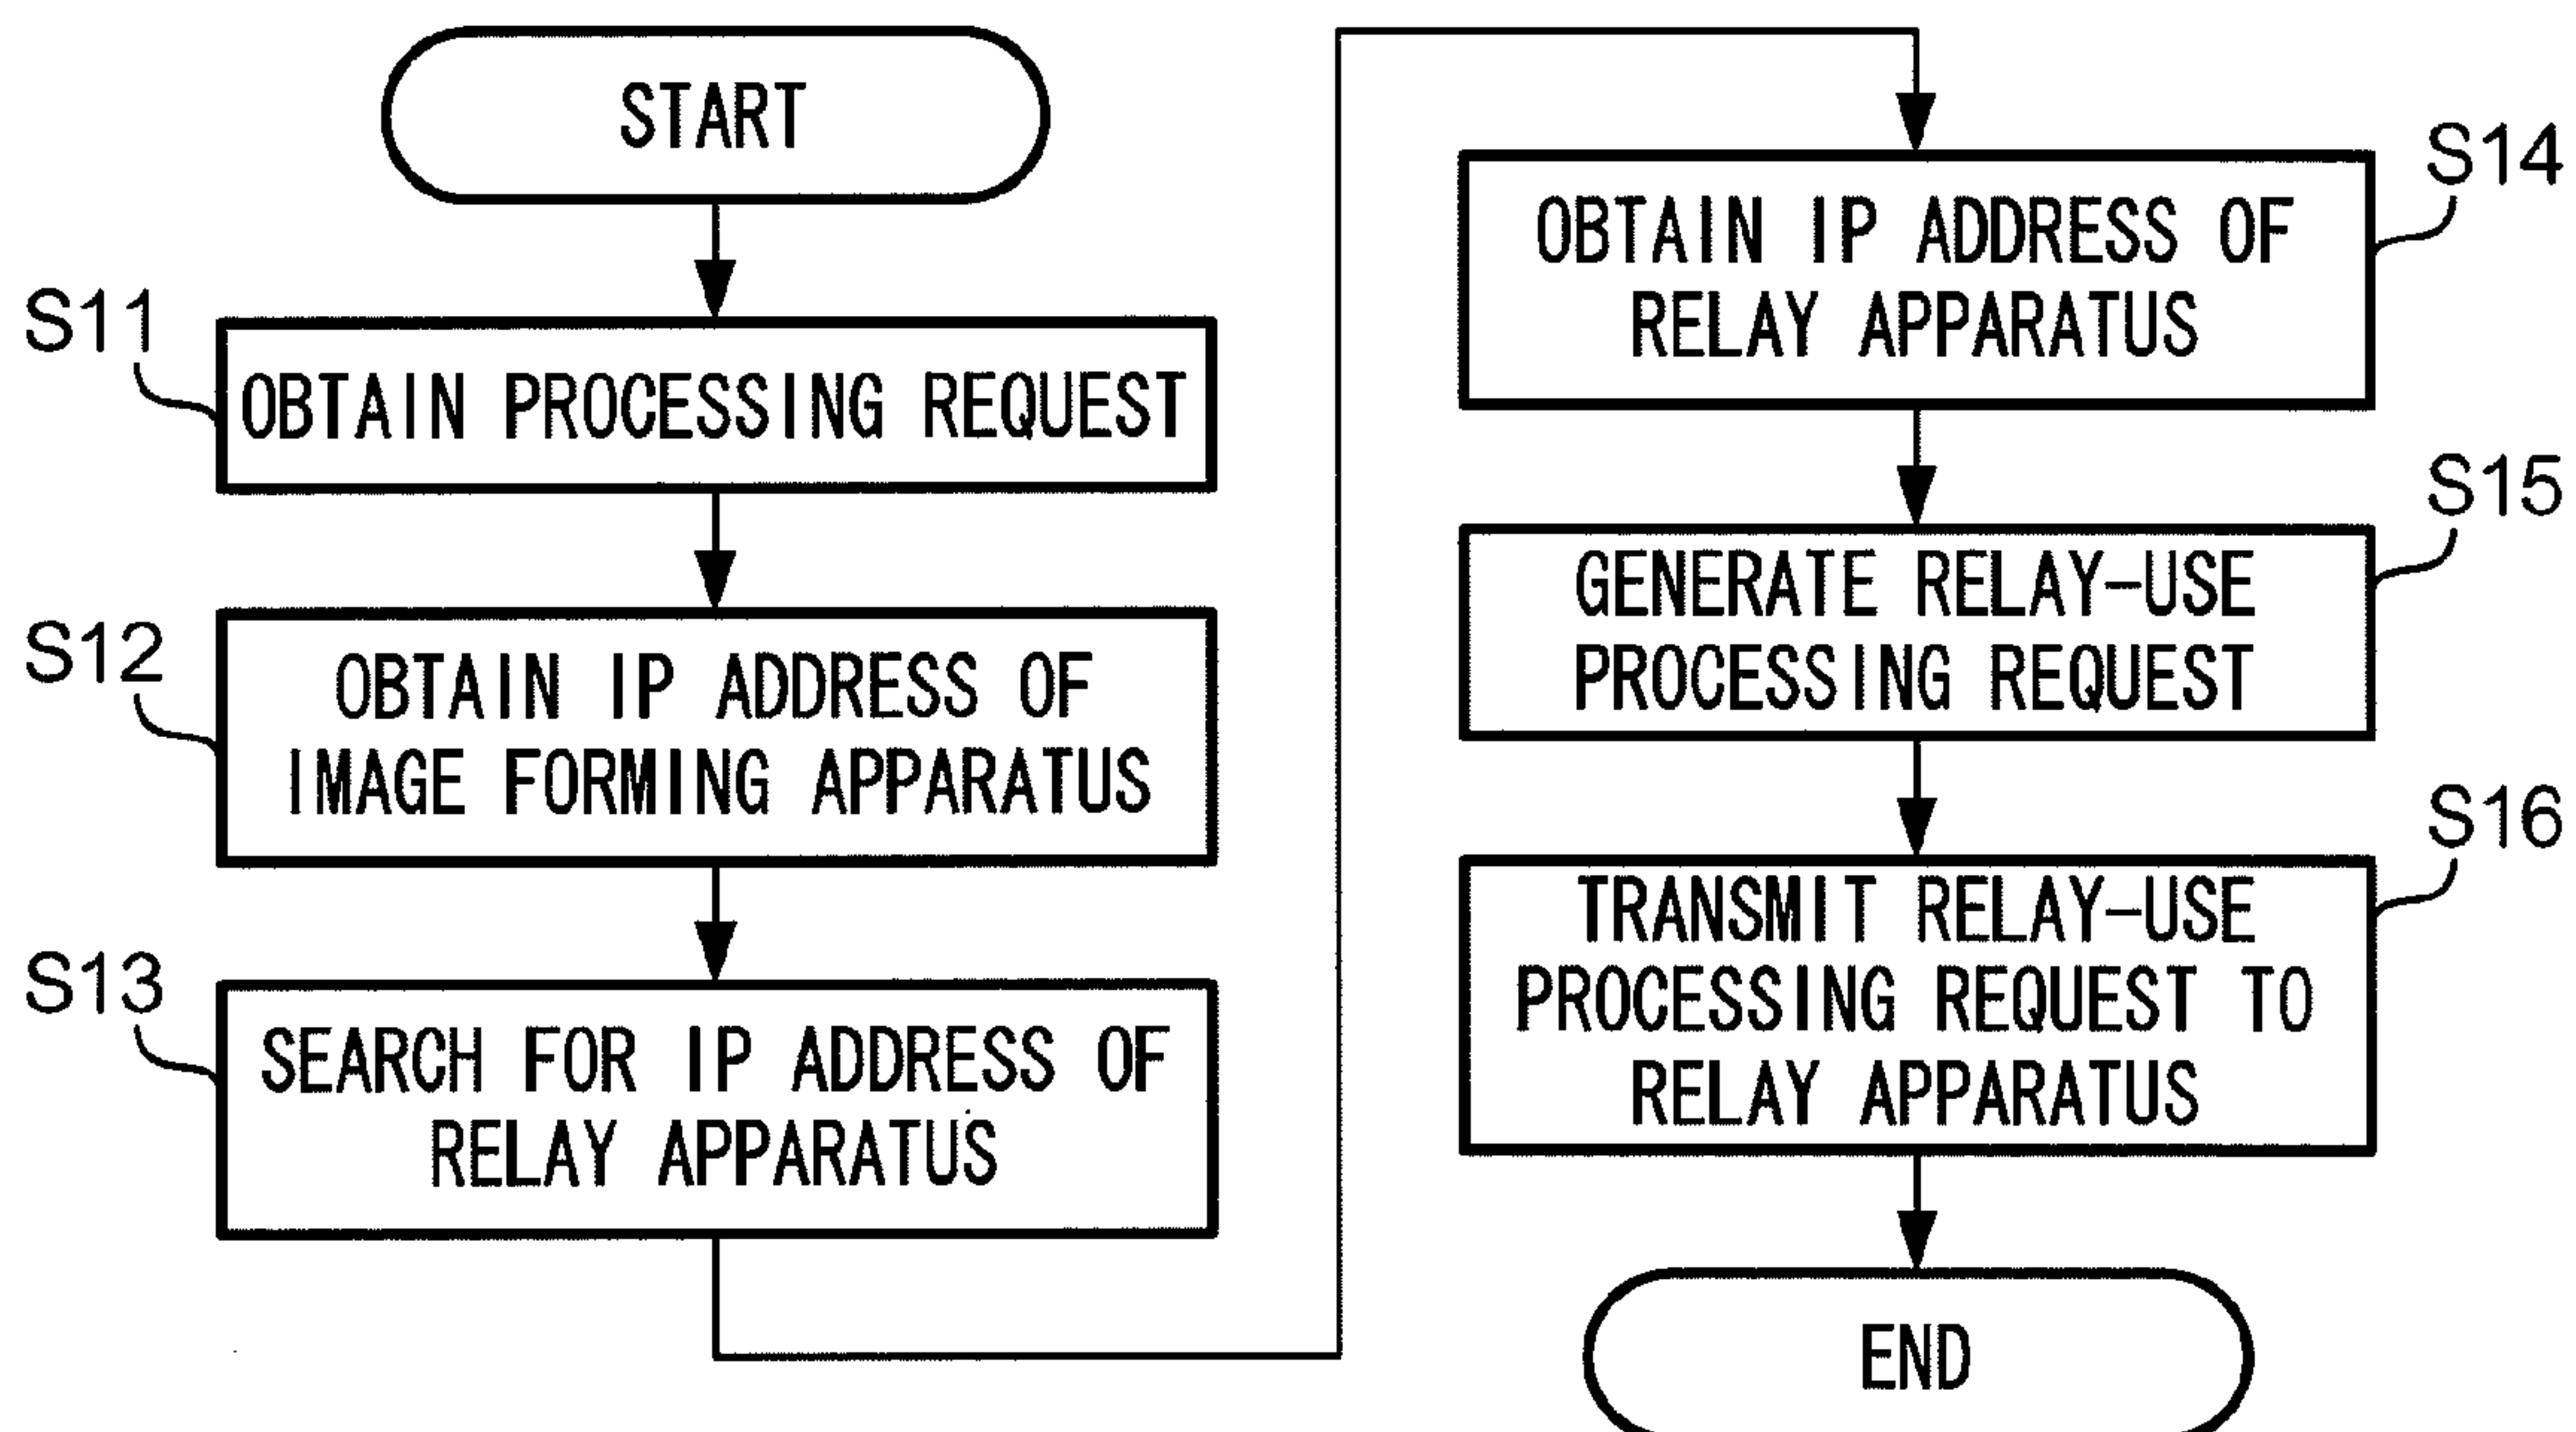 START
S11
OBTAIN PROCESSING REQUEST
S12
OBTAIN IP ADDRESS OF
IMAGE FORMING APPARATUS
S13
SEARCH FOR IP ADDRESS OF
RELAY APPARATUS
S14
OBTAIN IP ADDRESS OF
RELAY APPARATUS
S15
GENERATE RELAY-USE
PROCESSING REQUEST
S16
TRANSMIT RELAY-USE
PROCESSING REQUEST TO
RELAY APPARATUS
END